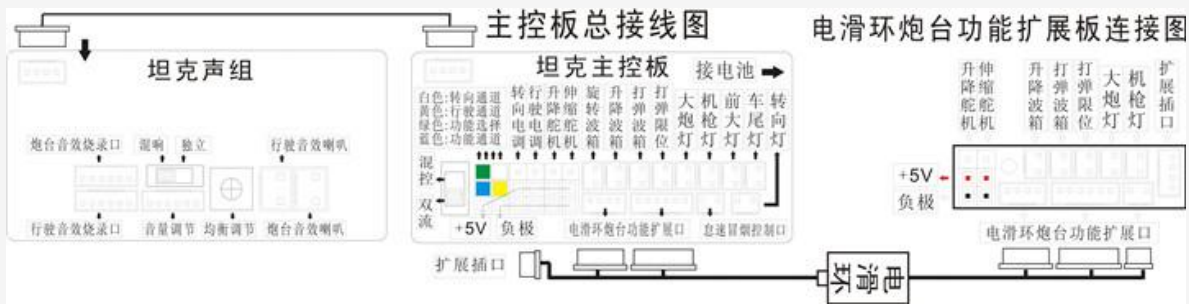 主控板总接线图
电滑环炮台功能扩展板连接图
坦克声组
炮台音效烧录口
混响
独立
行驶音效喇叭
行驶音效烧录口
音量调节
均衡调节
炮台音效喇叭
坦克主控板
接电池
白色:转向通道
黄色:行驶通道
绿色:功能选择
蓝色:功能通道
转向电调
行驶电调
升降舵机
伸缩舵机
旋转波箱
升降波箱
打弹波箱
打弹限位
大炮灯
机枪灯
前大灯
车尾灯
转向灯
混控
双流
+5V
负极
电滑环炮台功能扩展口
怠速冒烟控制口
扩展插口
电滑环
升降舵机
伸缩舵机
升降波箱
打弹波箱
打弹限位
大炮灯
机枪灯
扩展插口
+5V
负极
电滑环炮台功能扩展口